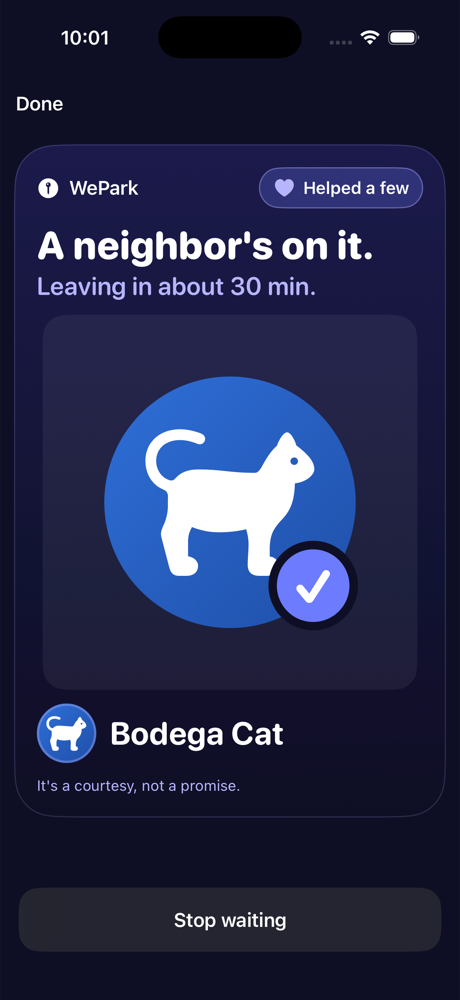 10:01
Done
WePark
Helped a few
A neighbor's on it.
Leaving in about 30 min.
Bodega Cat
It's a courtesy, not a promise.
Stop waiting